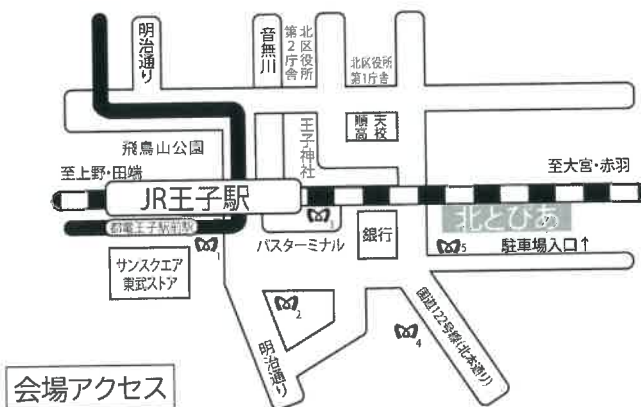 明治通り
音無川
北区役所
第2庁舎
北区役所
第1庁舎
順天
高校
王子神社
飛鳥山公園
至上野・田端
JR王子駅
至大宮・赤羽
都電王子駅前駅
北とぴあ
バスターミナル
銀行
駐車場入口↑
サンスクエア
東武ストア
1
2
3
4
5
明治通り
国道122号線(北本通り)
会場アクセス